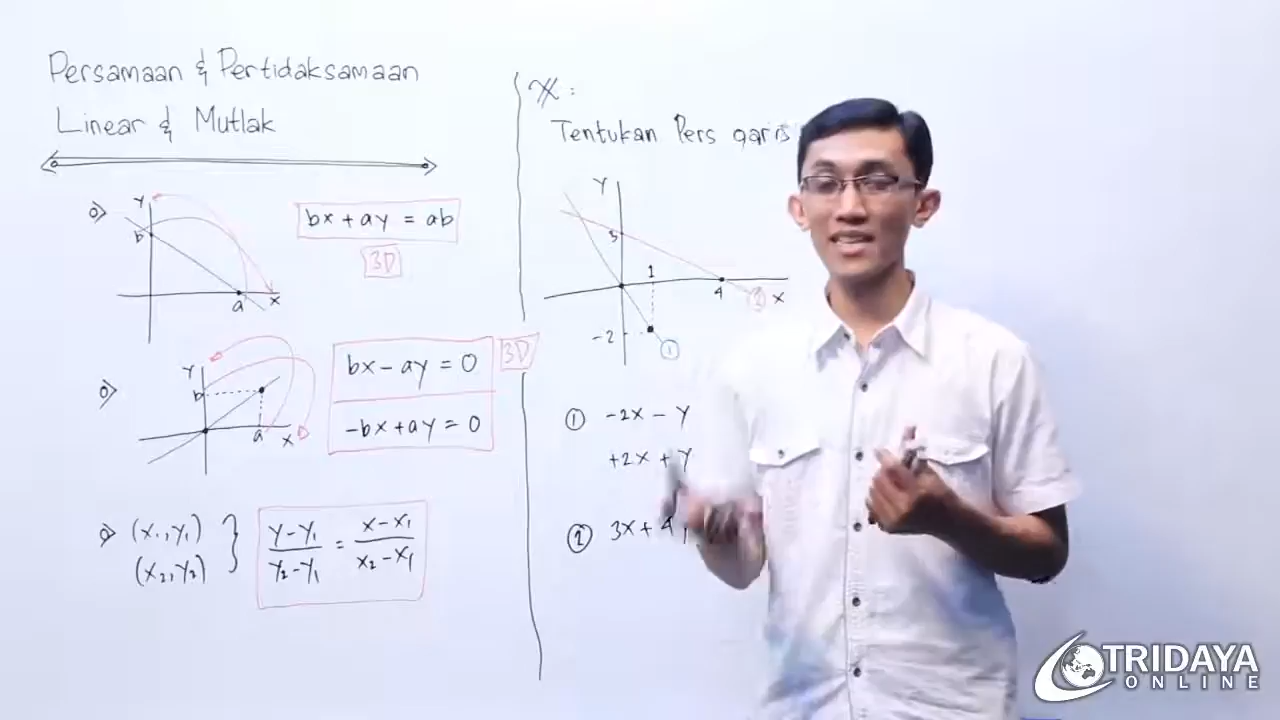 Persamaan & Pertidaksamaan
Linear & Mutlak
Y
b
a
X
bx + ay = ab
3D
Y
b
a
X
bx - ay = 0
-bx + ay = 0
3D
(x₁, y₁)
(x₂, y₂)
y - y₁ / y₂ - y₁ = x - x₁ / x₂ - x₁
Tentukan Pers garis
Y
3
1
4
X
-2
①
②
① -2x - y
+2x + y
② 3x + 4y
TRIDAYA
ONLINE